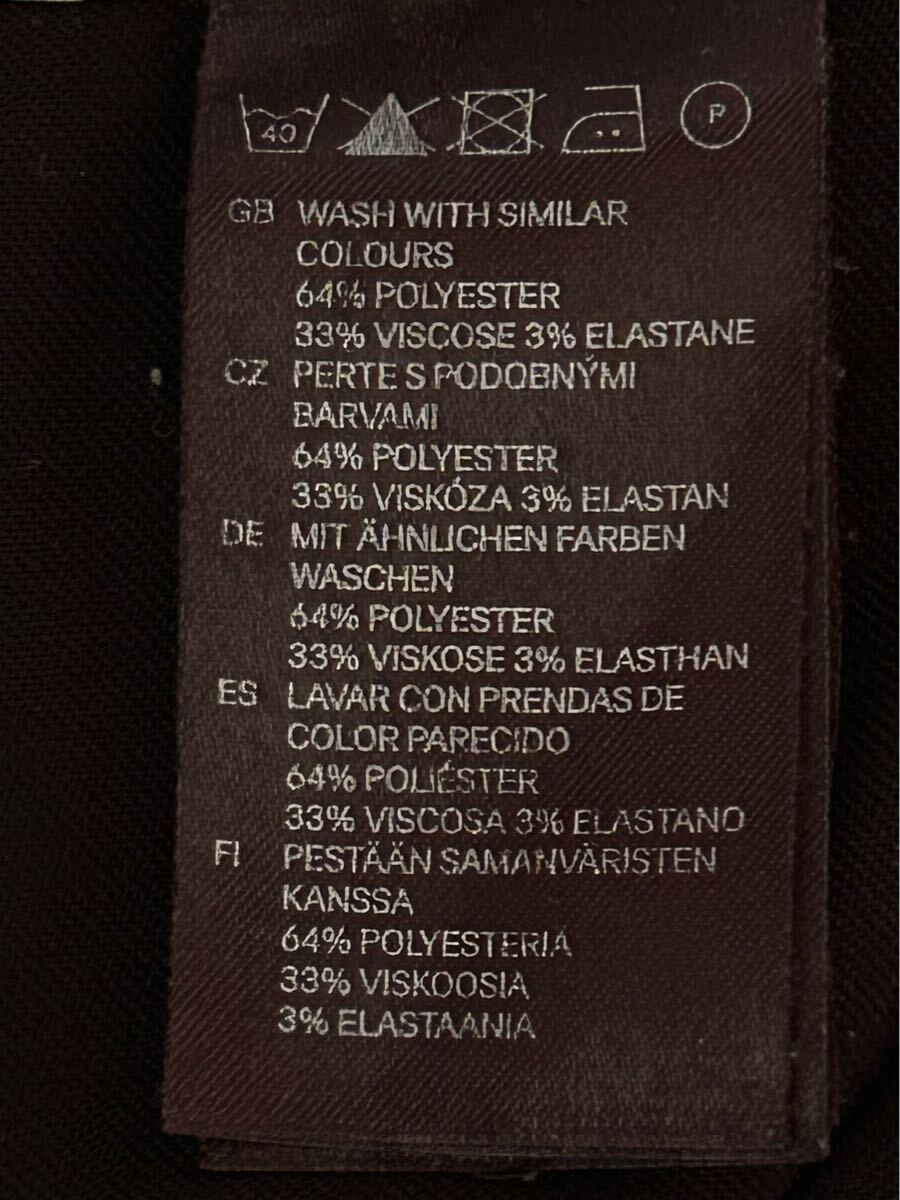 40 P
GB WASH WITH SIMILAR
COLOURS
64% POLYESTER
33% VISCOSE 3% ELASTANE
CZ PERTE S PODOBNÝMI
BARVAMI
64% POLYESTER
33% VISKÓZA 3% ELASTAN
DE MIT ÄHNLICHEN FARBEN
WASCHEN
64% POLYESTER
33% VISKOSE 3% ELASTHAN
ES LAVAR CON PRENDAS DE
COLOR PARECIDO
64% POLIÉSTER
33% VISCOSA 3% ELASTANO
FI PESTÄÄN SAMANVÄRISTEN
KANSSA
64% POLYESTERIA
33% VISKOOSIA
3% ELASTAANIA